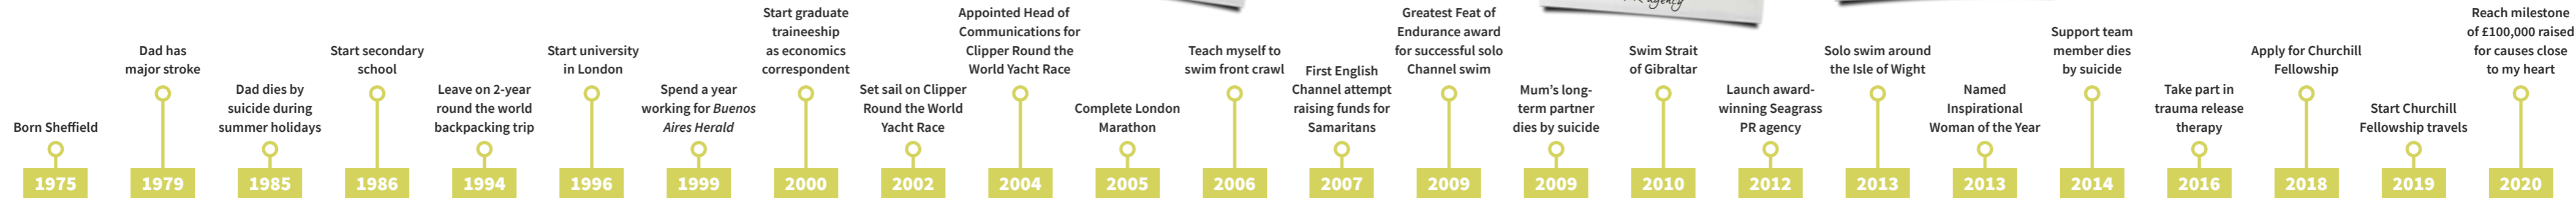 Born Sheffield
1975
Dad has
major stroke
1979
Dad dies by
suicide during
summer holidays
1985
Start secondary
school
1986
Leave on 2-year
round the world
backpacking trip
1994
Start university
in London
1996
Spend a year
working for Buenos
Aires Herald
1999
Start graduate
traineeship
as economics
correspondent
2000
Set sail on Clipper
Round the World
Yacht Race
2002
Appointed Head of
Communications for
Clipper Round the
World Yacht Race
2004
Complete London
Marathon
2005
Teach myself to
swim front crawl
2006
First English
Channel attempt
raising funds for
Samaritans
2007
Greatest Feat of
Endurance award
for successful solo
Channel swim
2009
Mum's long-
term partner
dies by suicide
2009
Swim Strait
of Gibraltar
2010
agency
Launch award-
winning Seagrass
PR agency
2012
Solo swim around
the Isle of Wight
2013
Named
Inspirational
Woman of the Year
2013
Support team
member dies
by suicide
2014
Take part in
trauma release
therapy
2016
Apply for Churchill
Fellowship
2018
Start Churchill
Fellowship travels
2019
Reach milestone
of £100,000 raised
for causes close
to my heart
2020